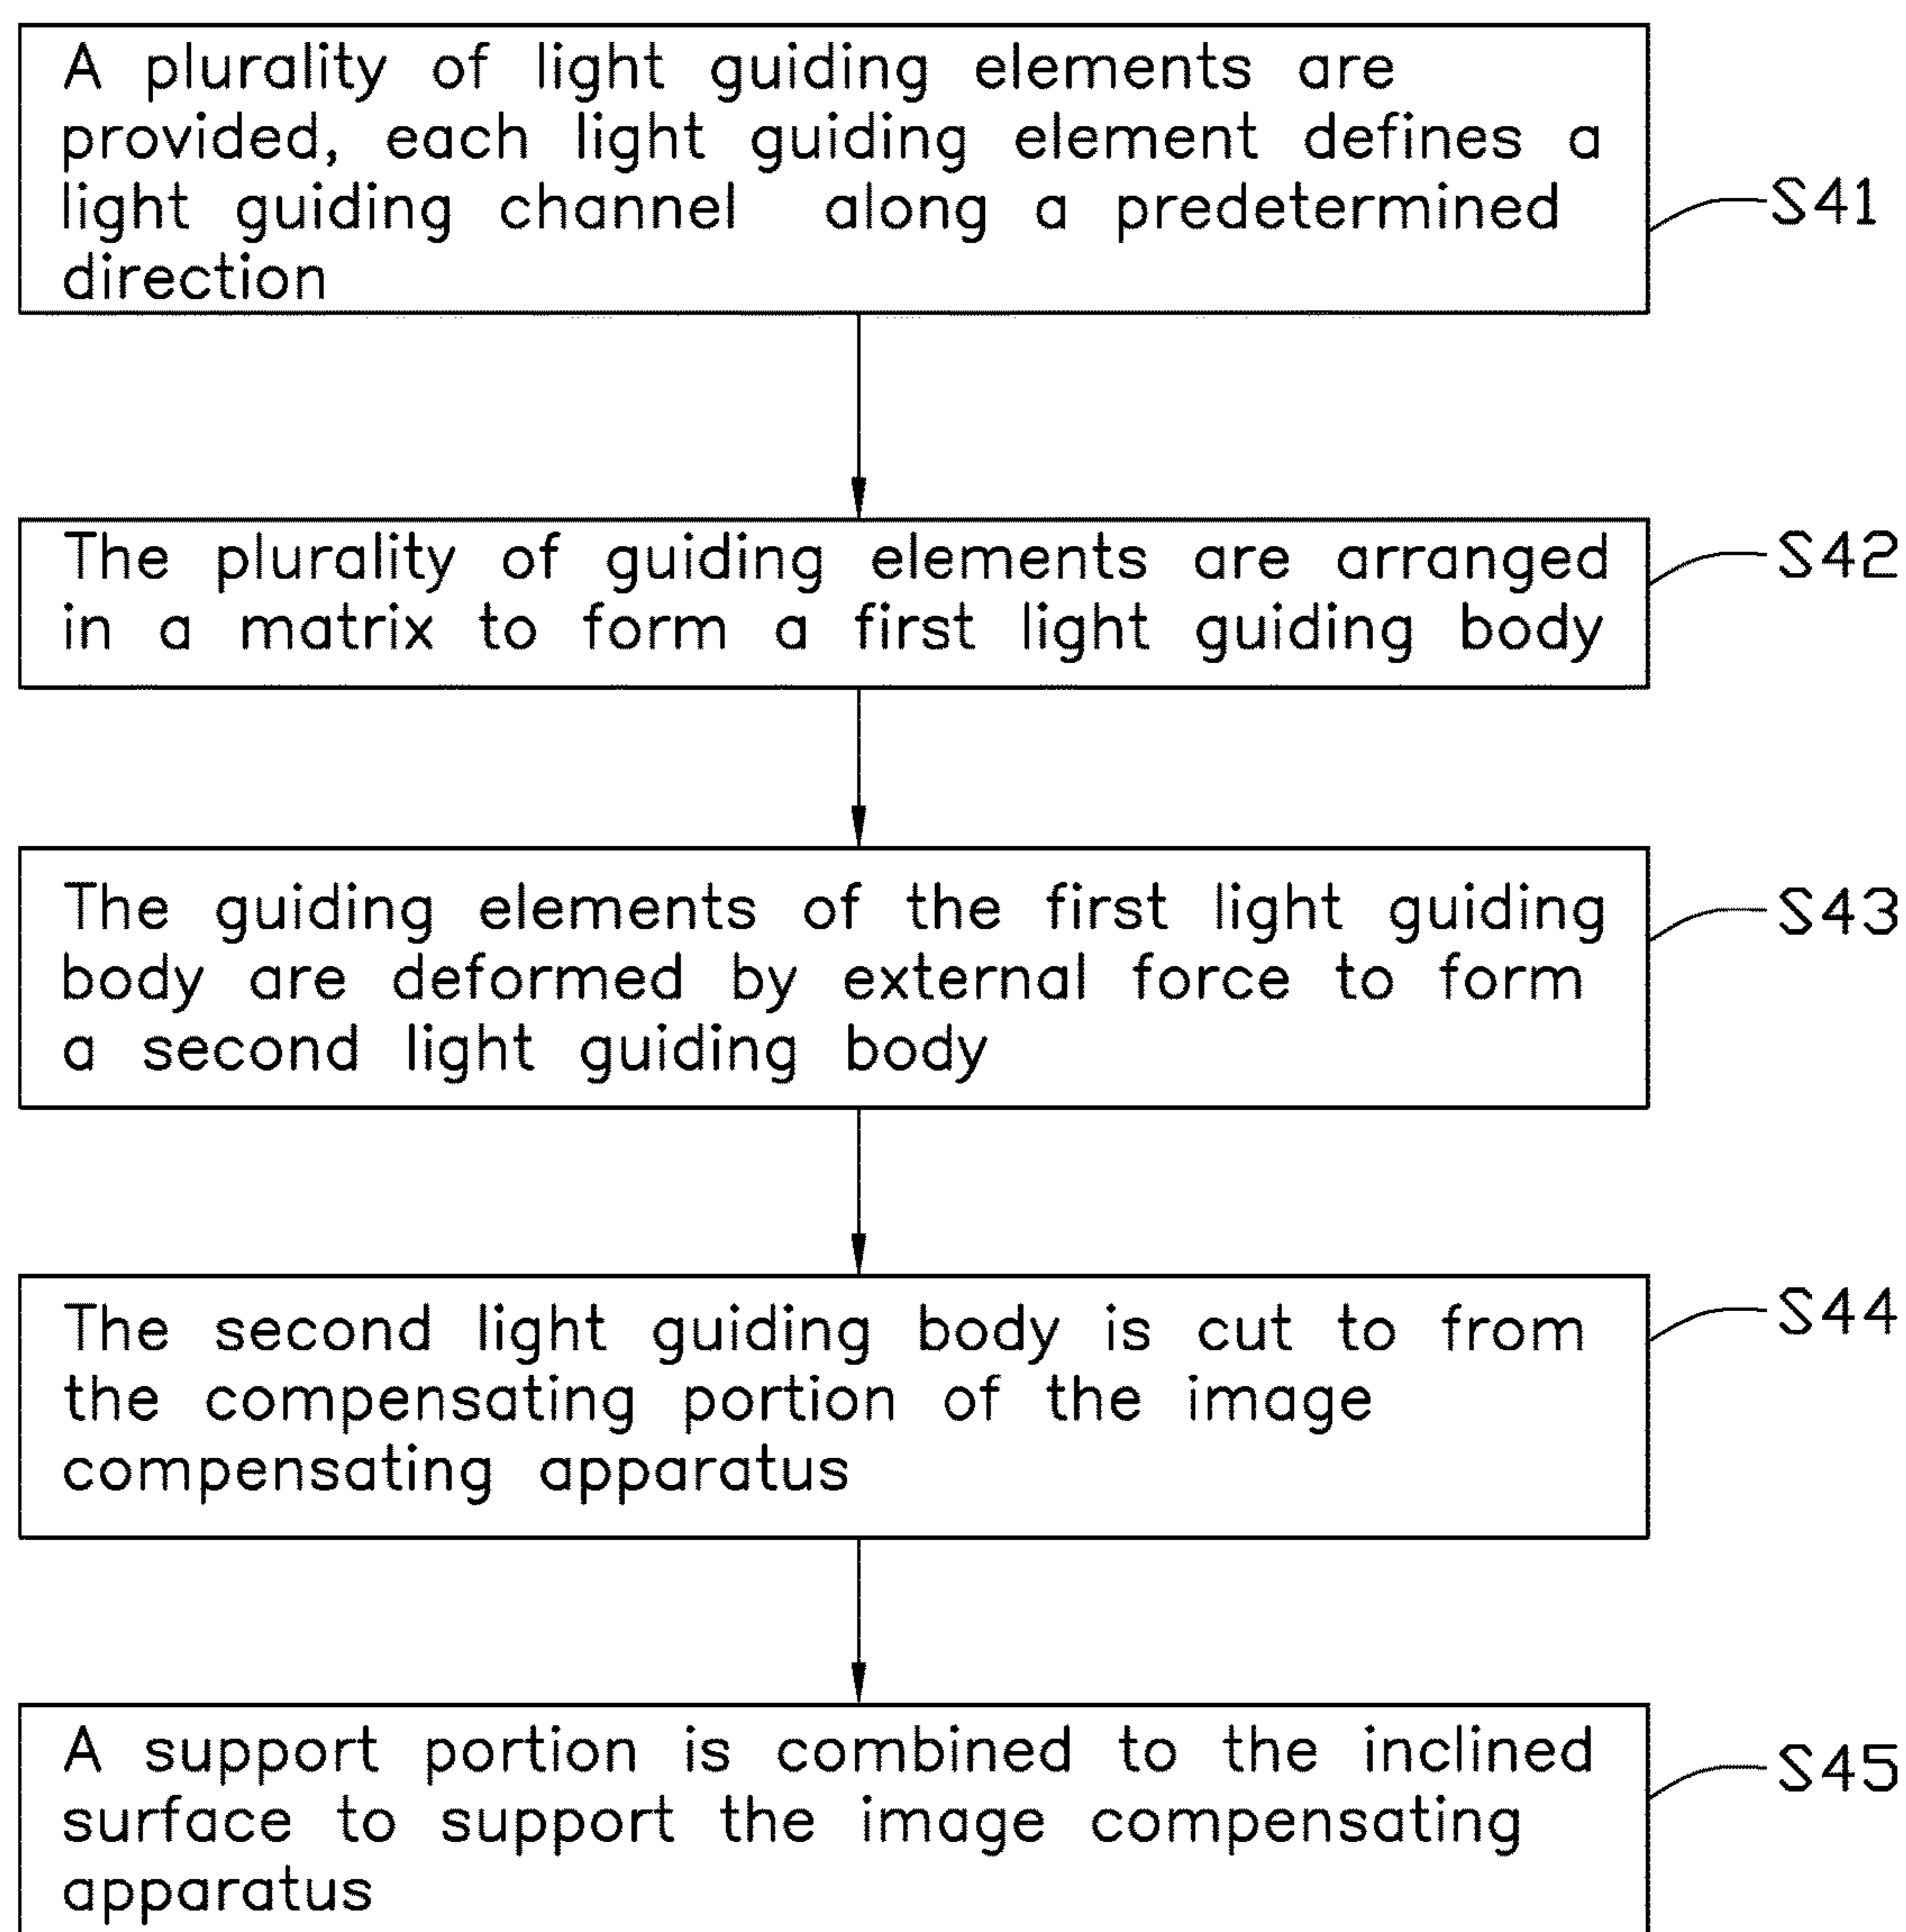 A plurality of light guiding elements are
provided, each light guiding element defines a
light guiding channel along a predetermined
direction
S41
The plurality of guiding elements are arranged
in a matrix to form a first light guiding body
S42
The guiding elements of the first light guiding
body are deformed by external force to form
a second light guiding body
S43
The second light guiding body is cut to from
the compensating portion of the image
compensating apparatus
S44
A support portion is combined to the inclined
surface to support the image compensating
apparatus
S45